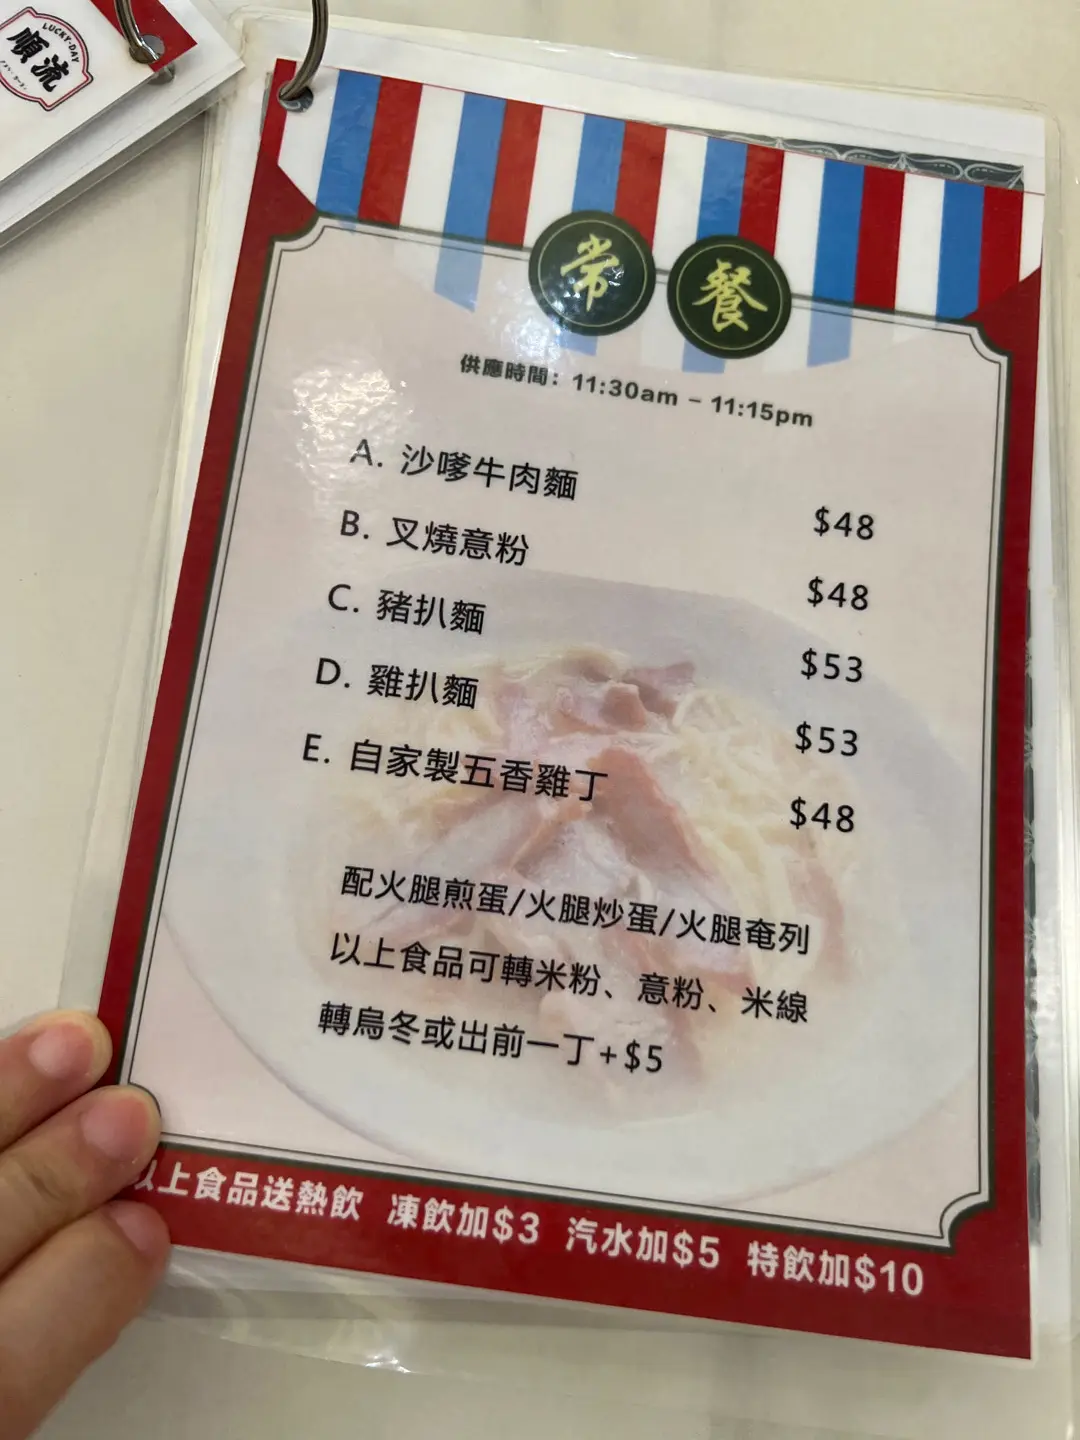 LUCKY·DAY
順流
常餐
供應時間：11:30am - 11:15pm
A. 沙嗲牛肉麵 $48
B. 叉燒意粉 $48
C. 豬扒麵 $53
D. 雞扒麵 $53
E. 自家製五香雞丁 $48
配火腿煎蛋/火腿炒蛋/火腿奄列
以上食品可轉米粉、意粉、米線
轉烏冬或出前一丁+$5
以上食品送熱飲 凍飲加$3 汽水加$5 特飲加$10